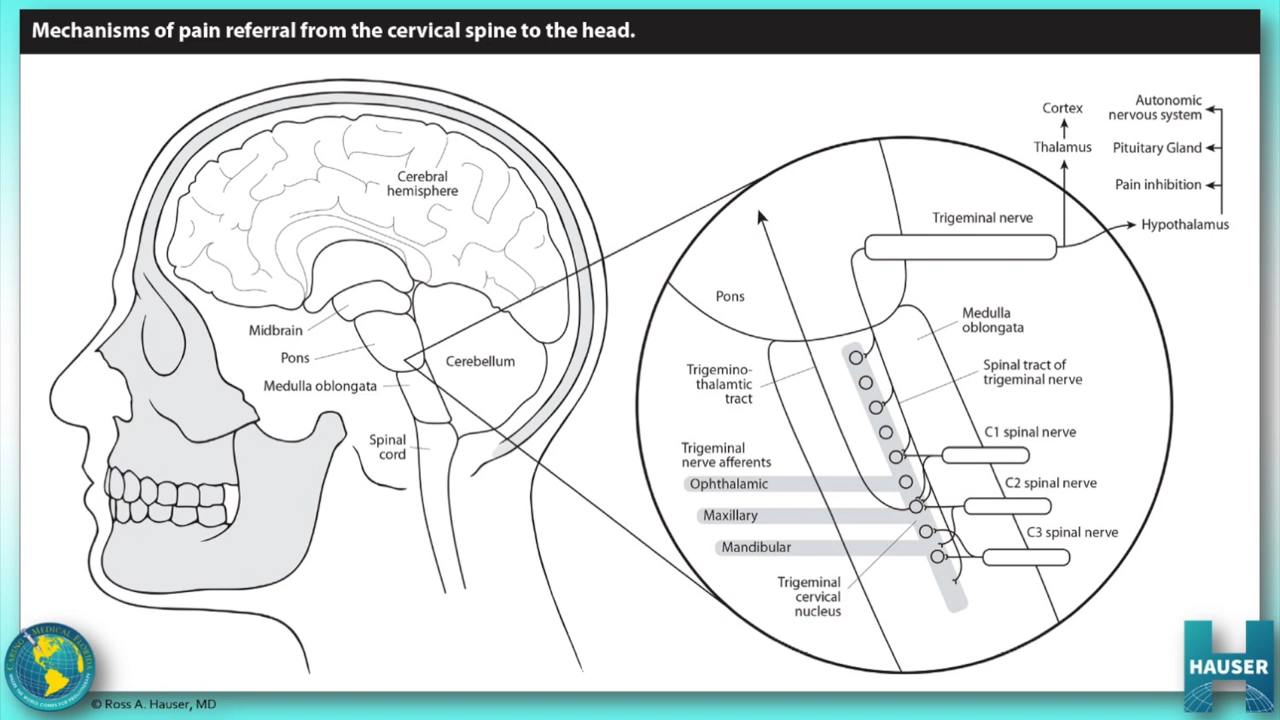 Mechanisms of pain referral from the cervical spine to the head.
Cerebral
hemisphere
Midbrain
Pons
Medulla oblongata
Cerebellum
Spinal
cord
Cortex
Thalamus
Autonomic
nervous system
Pituitary Gland
Pain inhibition
Hypothalamus
Trigeminal nerve
Pons
Medulla
oblongata
Trigemino-
thalamtic
tract
Spinal tract of
trigeminal nerve
C1 spinal nerve
Trigeminal
nerve afferents
Ophthalamic
C2 spinal nerve
Maxillary
C3 spinal nerve
Mandibular
Trigeminal
cervical
nucleus
CARING MEDICAL FLORIDA
© Ross A. Hauser, MD
HAUSER